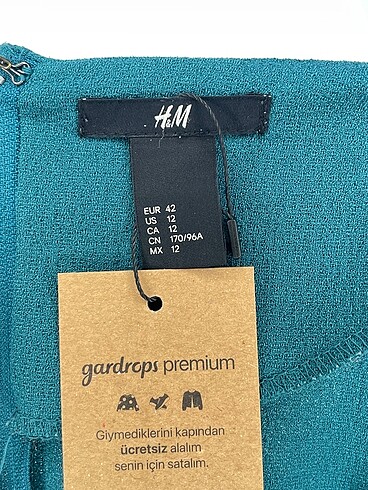 H&M
EUR 42
US 12
CA 12
CN 170/96A
MX 12
gardrops premium
Giymediklerini kapından
ücretsiz alalım
senin için satalım.